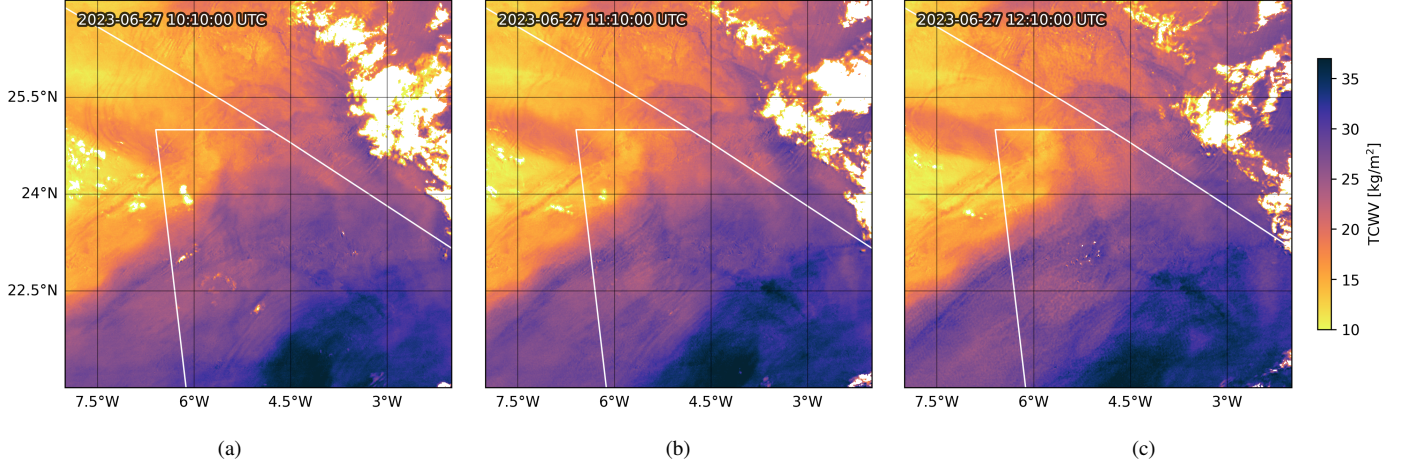 2023-06-27 10:10:00 UTC
2023-06-27 11:10:00 UTC
2023-06-27 12:10:00 UTC
25.5°N
24°N
22.5°N
7.5°W 6°W 4.5°W 3°W
7.5°W 6°W 4.5°W 3°W
7.5°W 6°W 4.5°W 3°W
35
30
25
20
15
10
TCWV [kg/m²]
(a)
(b)
(c)